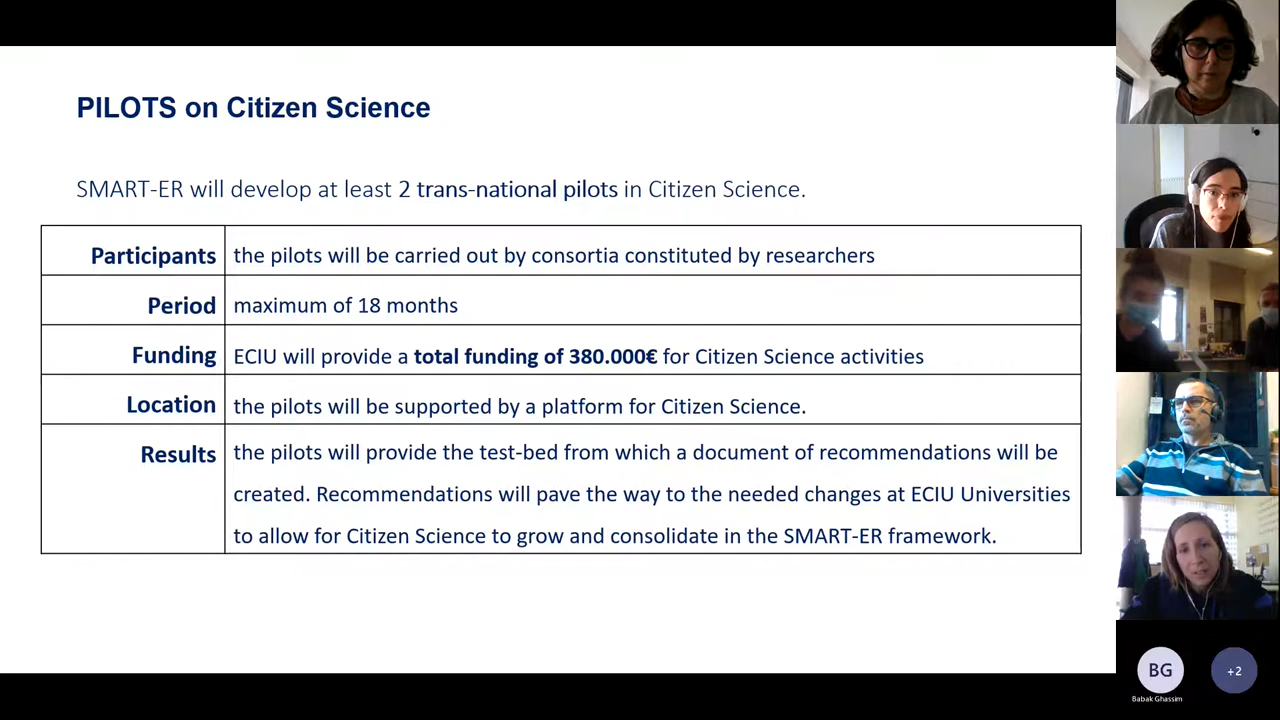 PILOTS on Citizen Science
SMART-ER will develop at least 2 trans-national pilots in Citizen Science.
Participants the pilots will be carried out by consortia constituted by researchers
Period maximum of 18 months
Funding ECIU will provide a total funding of 380.000€ for Citizen Science activities
Location the pilots will be supported by a platform for Citizen Science.
Results the pilots will provide the test-bed from which a document of recommendations will be
created. Recommendations will pave the way to the needed changes at ECIU Universities
to allow for Citizen Science to grow and consolidate in the SMART-ER framework.
BG
+2
Babak Ghassim